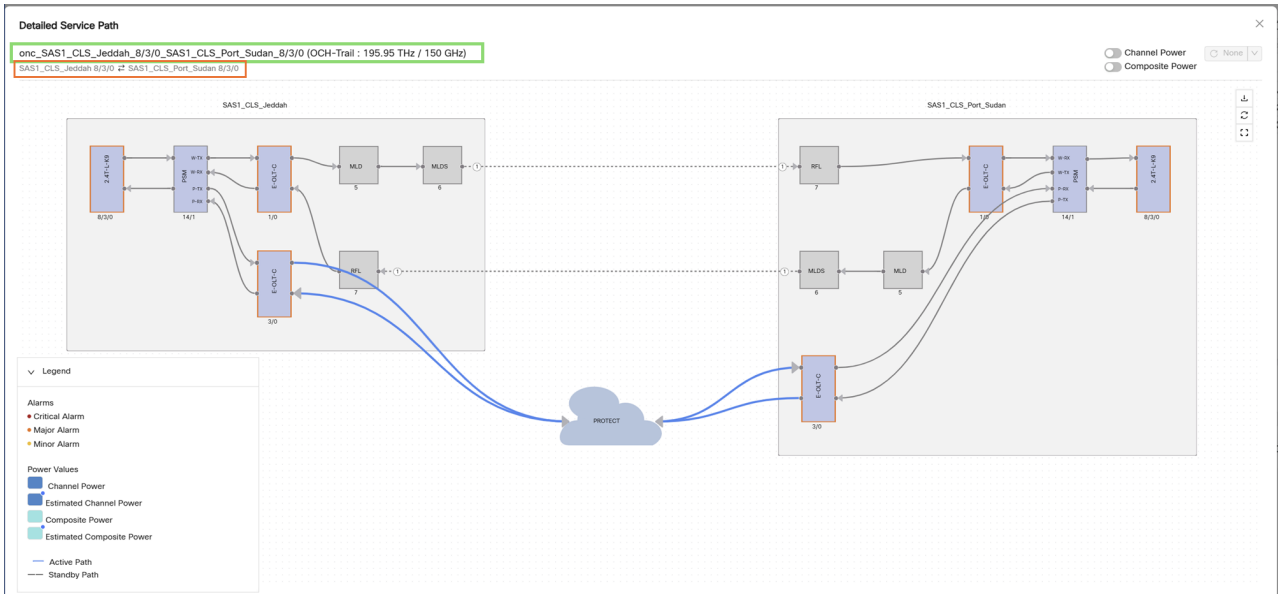 Detailed Service Path
onc_SAS1_CLS_Jeddah_8/3/0_SAS1_CLS_Port_Sudan_8/3/0 (OCH-Trail : 195.95 THz / 150 GHz)
SAS1_CLS_Jeddah 8/3/0 ⇄ SAS1_CLS_Port_Sudan 8/3/0
Channel Power
Composite Power
None
SAS1_CLS_Jeddah
2.4T-L-K9
8/3/0
PSM
W-TX
W-RX
P-TX
P-RX
14/1
E-OLT-C
1/0
MLD
5
MLDS
6
1
E-OLT-C
3/0
RFL
7
1
SAS1_CLS_Port_Sudan
1
RFL
7
E-OLT-C
1/0
PSM
W-RX
W-TX
P-RX
P-TX
14/1
2.4T-L-K9
8/3/0
1
MLDS
6
MLD
5
E-OLT-C
3/0
PROTECT
Legend
Alarms
Critical Alarm
Major Alarm
Minor Alarm
Power Values
Channel Power
Estimated Channel Power
Composite Power
Estimated Composite Power
Active Path
Standby Path